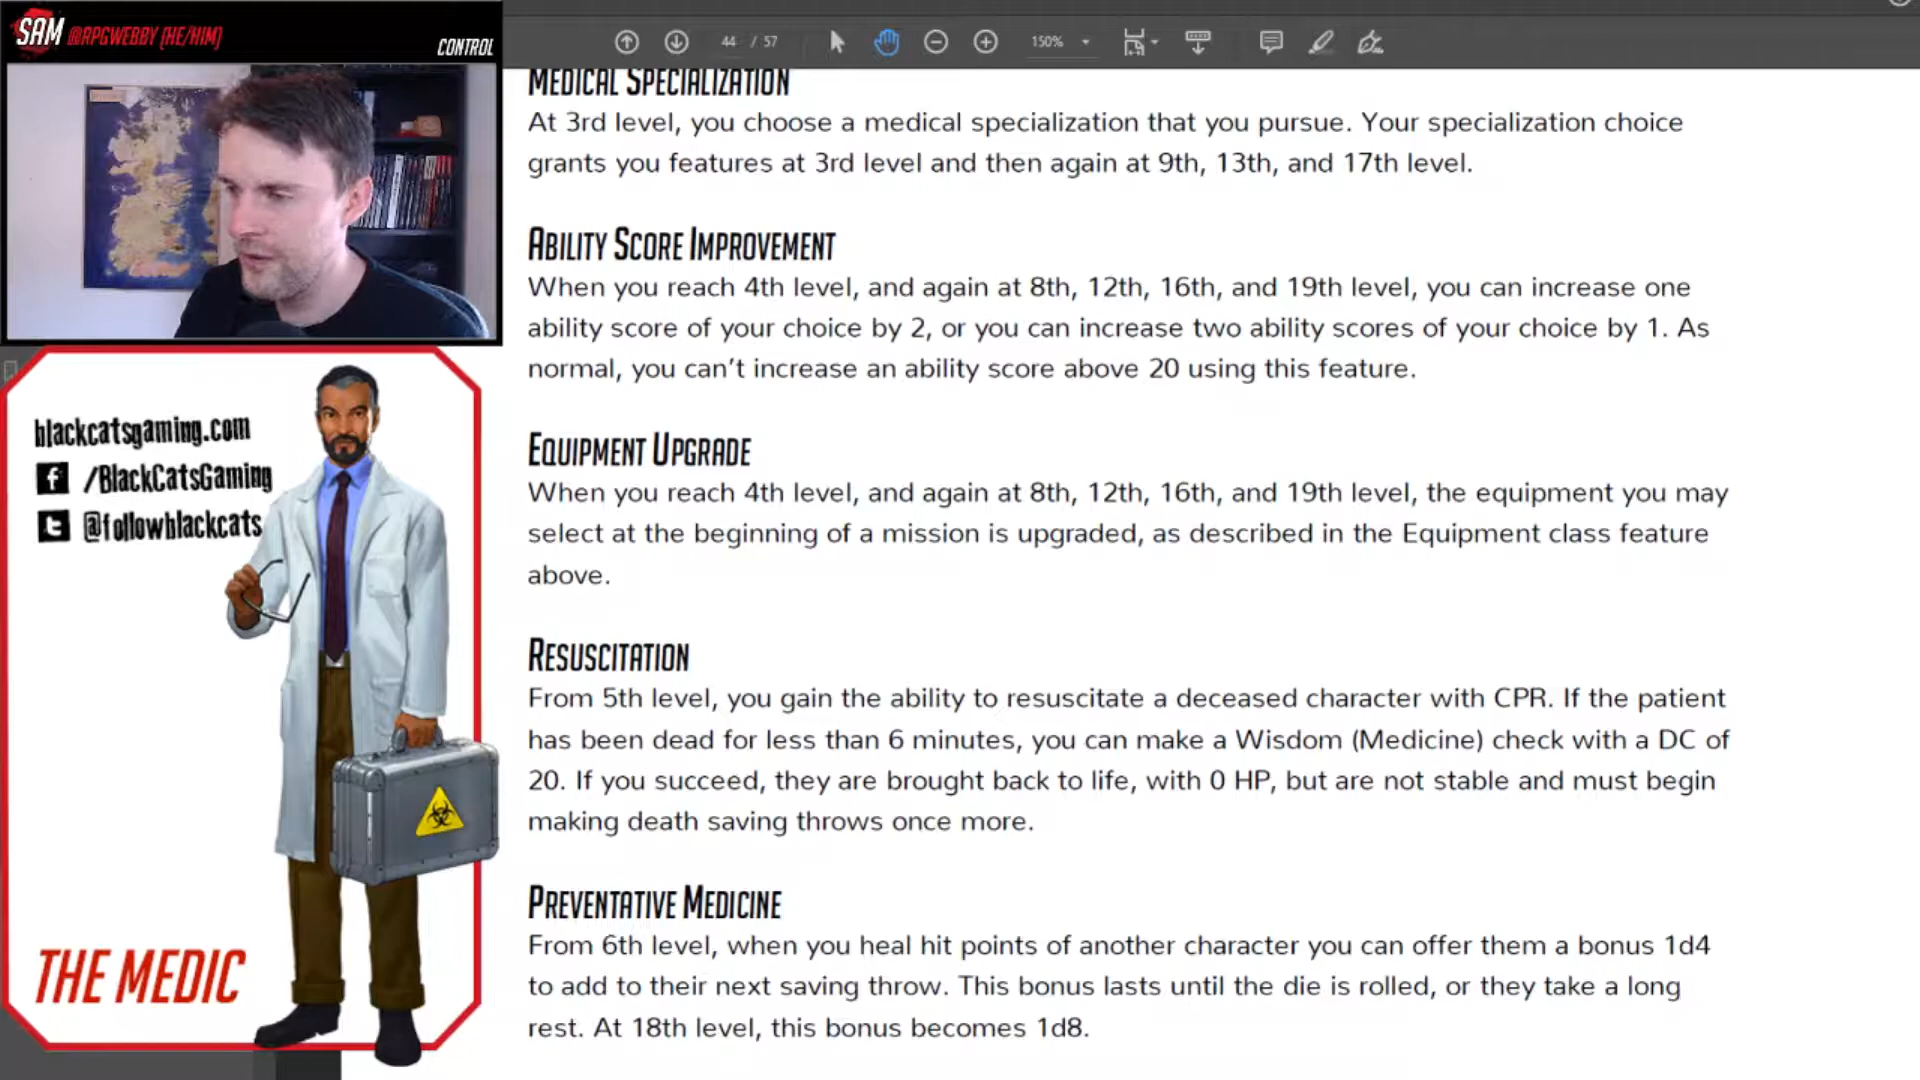 SAM @RPGWEBBY (HE/HIM)
CONTROL
44 / 57
150%
blackcatsgaming.com
f /BlackCatsGaming
t @followblackcats
THE MEDIC
MEDICAL SPECIALIZATION
At 3rd level, you choose a medical specialization that you pursue. Your specialization choice
grants you features at 3rd level and then again at 9th, 13th, and 17th level.
ABILITY SCORE IMPROVEMENT
When you reach 4th level, and again at 8th, 12th, 16th, and 19th level, you can increase one
ability score of your choice by 2, or you can increase two ability scores of your choice by 1. As
normal, you can’t increase an ability score above 20 using this feature.
EQUIPMENT UPGRADE
When you reach 4th level, and again at 8th, 12th, 16th, and 19th level, the equipment you may
select at the beginning of a mission is upgraded, as described in the Equipment class feature
above.
RESUSCITATION
From 5th level, you gain the ability to resuscitate a deceased character with CPR. If the patient
has been dead for less than 6 minutes, you can make a Wisdom (Medicine) check with a DC of
20. If you succeed, they are brought back to life, with 0 HP, but are not stable and must begin
making death saving throws once more.
PREVENTATIVE MEDICINE
From 6th level, when you heal hit points of another character you can offer them a bonus 1d4
to add to their next saving throw. This bonus lasts until the die is rolled, or they take a long
rest. At 18th level, this bonus becomes 1d8.